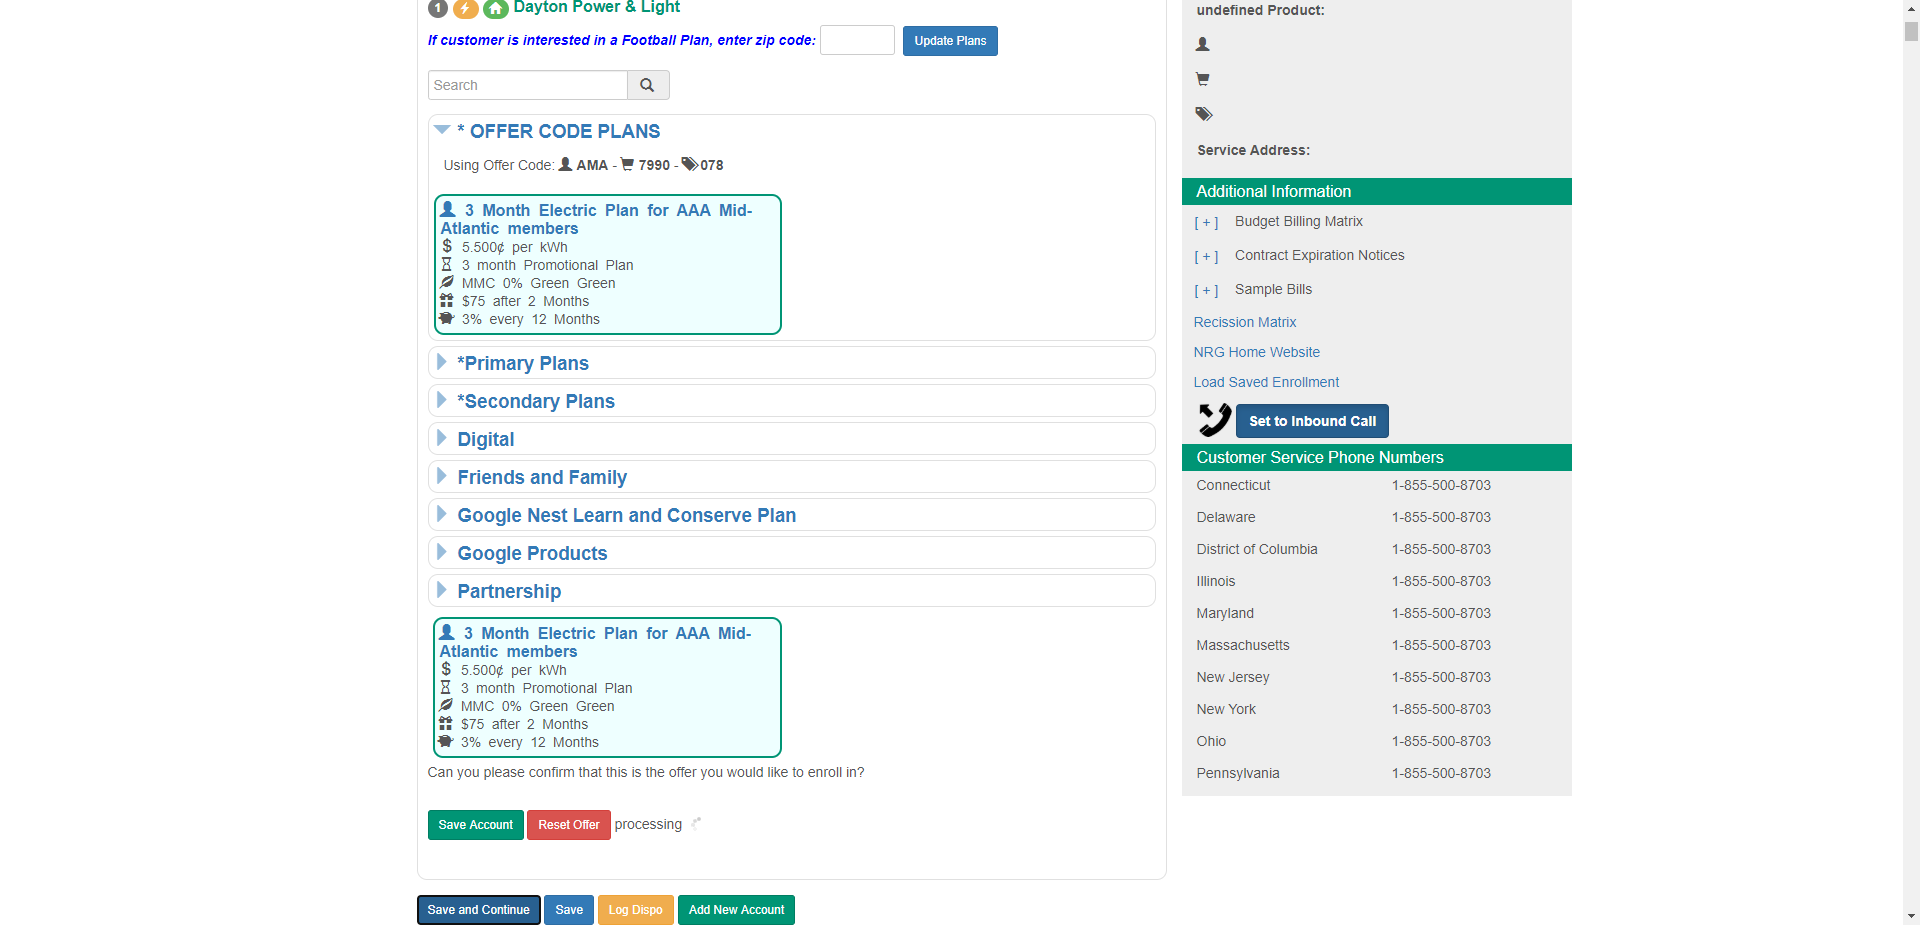 1 Dayton Power & Light
If customer is interested in a Football Plan, enter zip code: Update Plans
Search
* OFFER CODE PLANS
Using Offer Code: AMA - 7990 - 078
3 Month Electric Plan for AAA Mid-
Atlantic members
$ 5.500¢ per kWh
3 month Promotional Plan
MMC 0% Green Green
$75 after 2 Months
3% every 12 Months
*Primary Plans
*Secondary Plans
Digital
Friends and Family
Google Nest Learn and Conserve Plan
Google Products
Partnership
3 Month Electric Plan for AAA Mid-
Atlantic members
$ 5.500¢ per kWh
3 month Promotional Plan
MMC 0% Green Green
$75 after 2 Months
3% every 12 Months
Can you please confirm that this is the offer you would like to enroll in?
Save Account Reset Offer processing
Save and Continue Save Log Dispo Add New Account
undefined Product:
Service Address:
Additional Information
[ + ] Budget Billing Matrix
[ + ] Contract Expiration Notices
[ + ] Sample Bills
Recission Matrix
NRG Home Website
Load Saved Enrollment
Set to Inbound Call
Customer Service Phone Numbers
Connecticut 1-855-500-8703
Delaware 1-855-500-8703
District of Columbia 1-855-500-8703
Illinois 1-855-500-8703
Maryland 1-855-500-8703
Massachusetts 1-855-500-8703
New Jersey 1-855-500-8703
New York 1-855-500-8703
Ohio 1-855-500-8703
Pennsylvania 1-855-500-8703